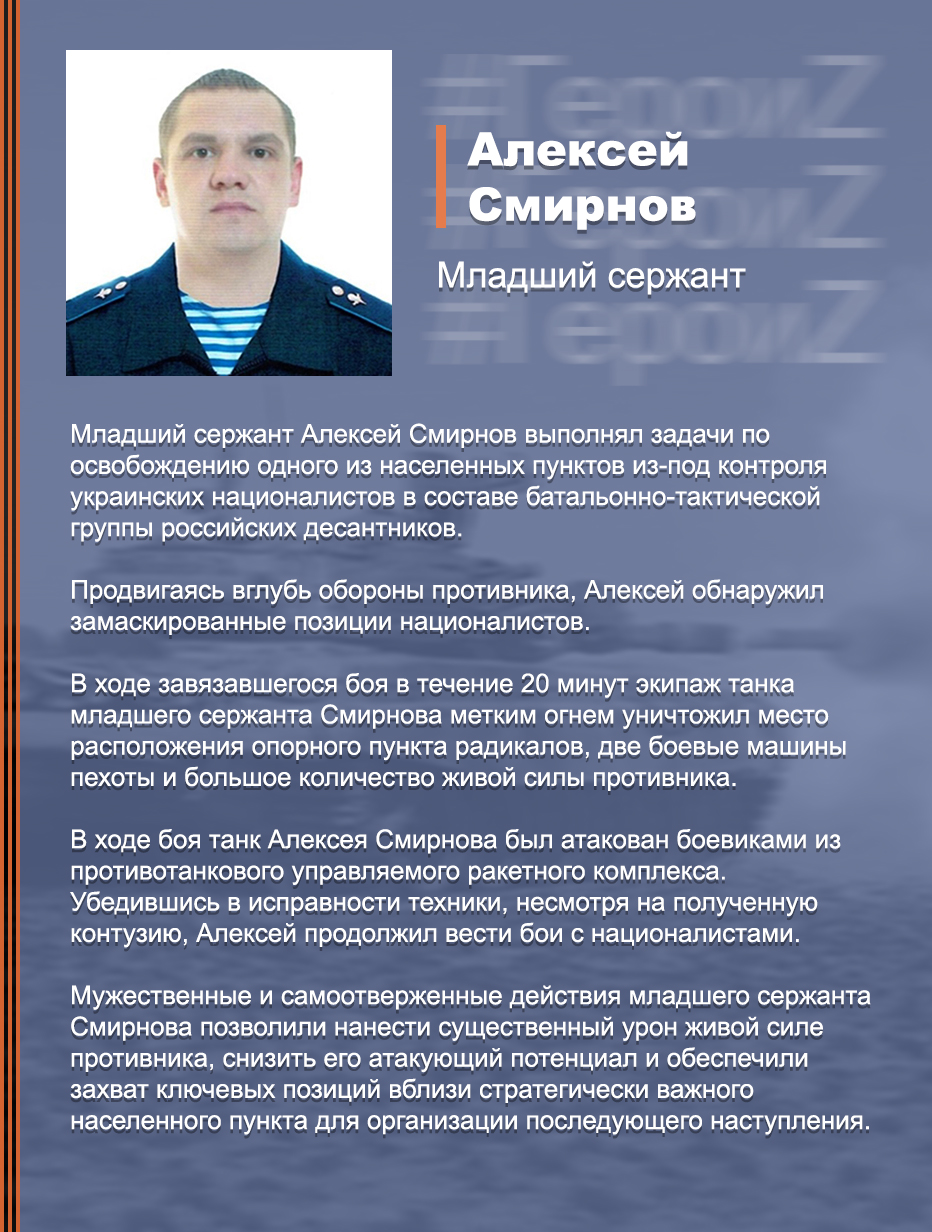 #ГероиZ
Алексей
#ГероиZ
Смирнов
Младший сержант
#ГероиZ
Младший сержант Алексей Смирнов выполнял задачи по
освобождению одного из населенных пунктов из-под контроля
украинских националистов в составе батальонно-тактической
группы российских десантников.
Продвигаясь вглубь обороны противника, Алексей обнаружил
замаскированные позиции националистов.
В ходе завязавшегося боя в течение 20 минут экипаж танка
младшего сержанта Смирнова метким огнем уничтожил место
расположения опорного пункта радикалов, две боевые машины
пехоты и большое количество живой силы противника.
В ходе боя танк Алексея Смирнова был атакован боевиками из
противотанкового управляемого ракетного комплекса.
Убедившись в исправности техники, несмотря на полученную
контузию, Алексей продолжил вести бои с националистами.
Мужественные и самоотверженные действия младшего сержанта
Смирнова позволили нанести существенный урон живой силе
противника, снизить его атакующий потенциал и обеспечили
захват ключевых позиций вблизи стратегически важного
населенного пункта для организации последующего наступления.